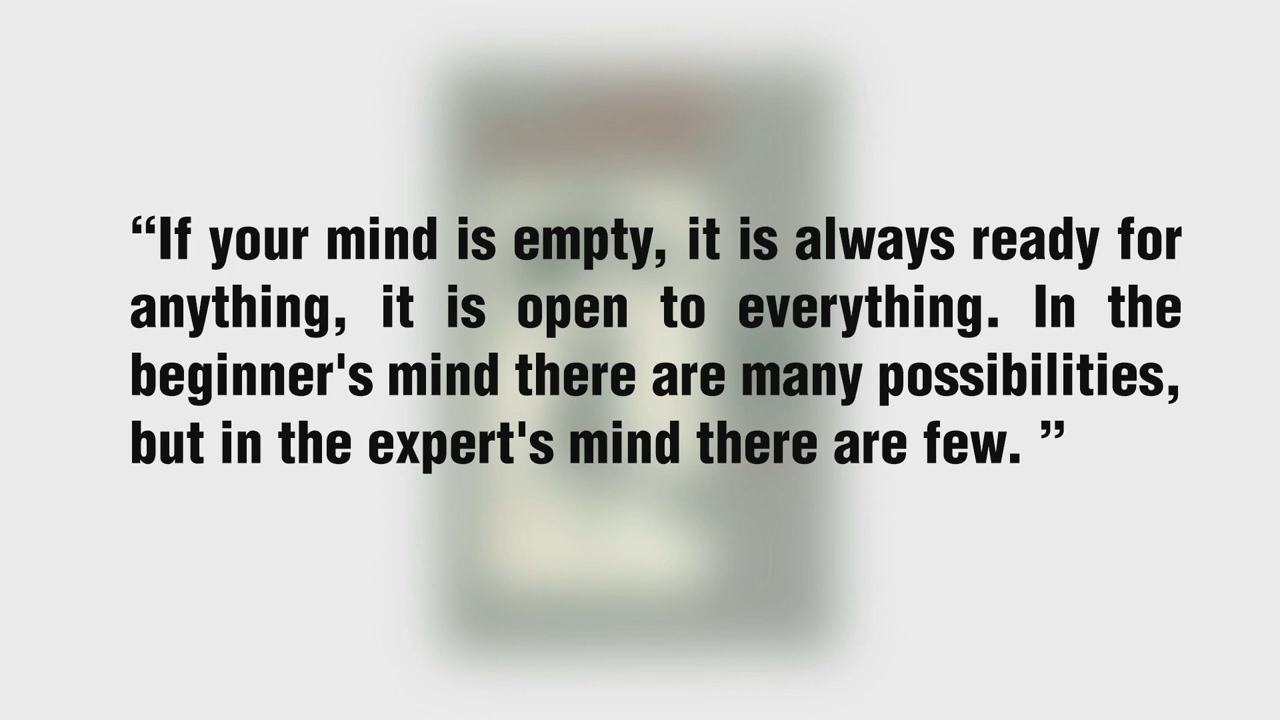 “If your mind is empty, it is always ready for
anything, it is open to everything. In the
beginner's mind there are many possibilities,
but in the expert's mind there are few. ”